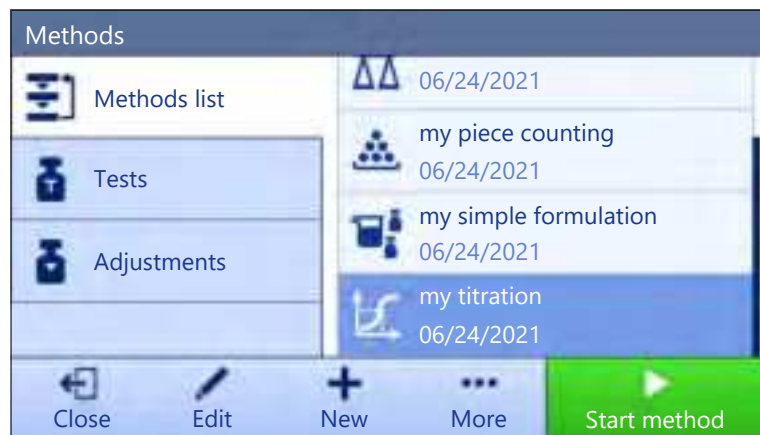 Methods
Methods list
Tests
Adjustments
06/24/2021
my piece counting
06/24/2021
my simple formulation
06/24/2021
my titration
06/24/2021
Close
Edit
New
More
Start method